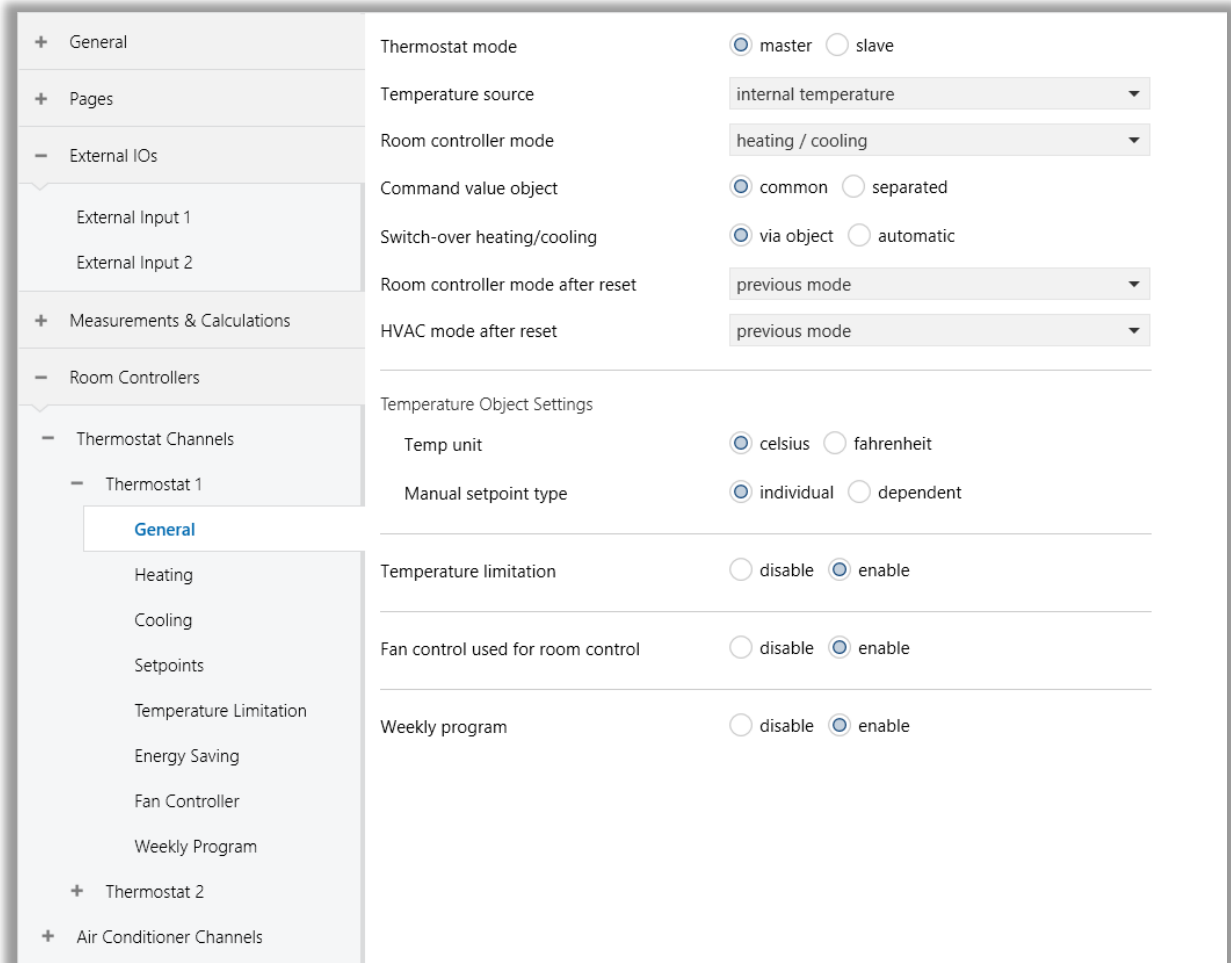 General
Pages
External IOs
External Input 1
External Input 2
Measurements & Calculations
Room Controllers
Thermostat Channels
Thermostat 1
General
Heating
Cooling
Setpoints
Temperature Limitation
Energy Saving
Fan Controller
Weekly Program
Thermostat 2
Air Conditioner Channels
Thermostat mode master slave
Temperature source internal temperature
Room controller mode heating / cooling
Command value object common separated
Switch-over heating/cooling via object automatic
Room controller mode after reset previous mode
HVAC mode after reset previous mode
Temperature Object Settings
Temp unit celsius fahrenheit
Manual setpoint type individual dependent
Temperature limitation disable enable
Fan control used for room control disable enable
Weekly program disable enable